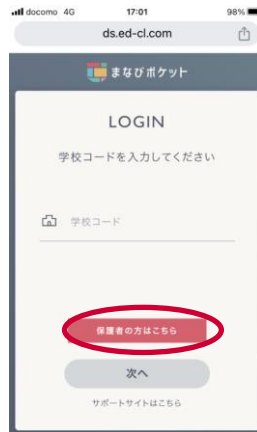 docomo 4G 17:01 98%
ds.ed-cl.com
まなびポケット
LOGIN
学校コードを入力してください
学校コード
保護者の方はこちら
次へ
サポートサイトはこちら